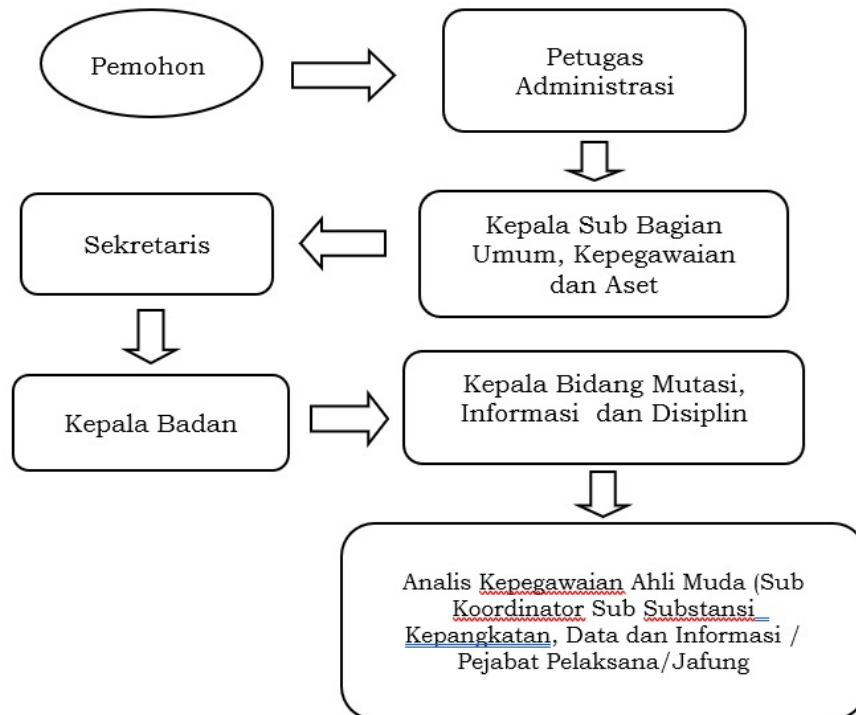 Pemohon
Petugas
Administrasi
Kepala Sub Bagian
Umum, Kepegawaian
dan Aset
Sekretaris
Kepala Badan
Kepala Bidang Mutasi,
Informasi dan Disiplin
Analis Kepegawaian Ahli Muda (Sub
Koordinator Sub Substansi
Kepangkatan, Data dan Informasi /
Pejabat Pelaksana/Jafung